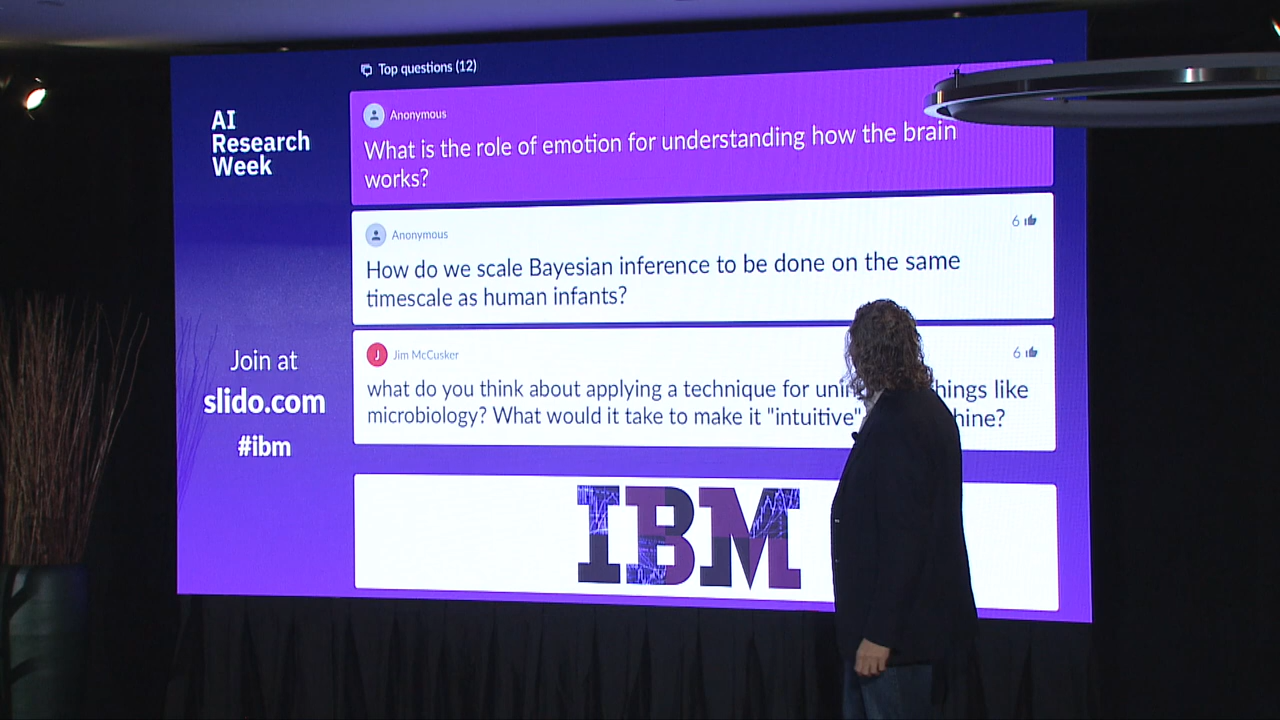 Top questions (12)
AI
Research
Week
Anonymous
What is the role of emotion for understanding how the brain
works?
Anonymous
6
How do we scale Bayesian inference to be done on the same
timescale as human infants?
Join at
slido.com
#ibm
J
Jim McCusker
6
what do you think about applying a technique for like
microbiology? What would it take to make it "intuitive"
IBM